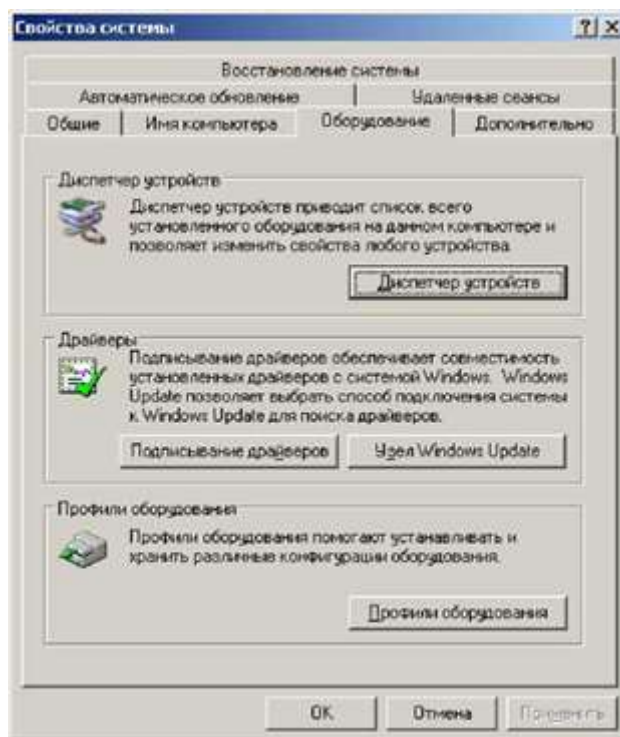 Свойства системы
Восстановление системы
Автоматическое обновление Удаленные сеансы
Общие Имя компьютера Оборудование Дополнительно
Диспетчер устройств
Диспетчер устройств приводит список всего
установленного оборудования на данном компьютере и
позволяет изменить свойства любого устройства.
Диспетчер устройств
Драйверы
Подписывание драйверов обеспечивает совместимость
установленных драйверов с системой Windows. Windows
Update позволяет выбрать способ подключения системы
к Windows Update для поиска драйверов.
Подписывание драйверов Узел Windows Update
Профили оборудования
Профили оборудования помогают устанавливать и
хранить различные конфигурации оборудования.
Профили оборудования
OK Отмена Применить